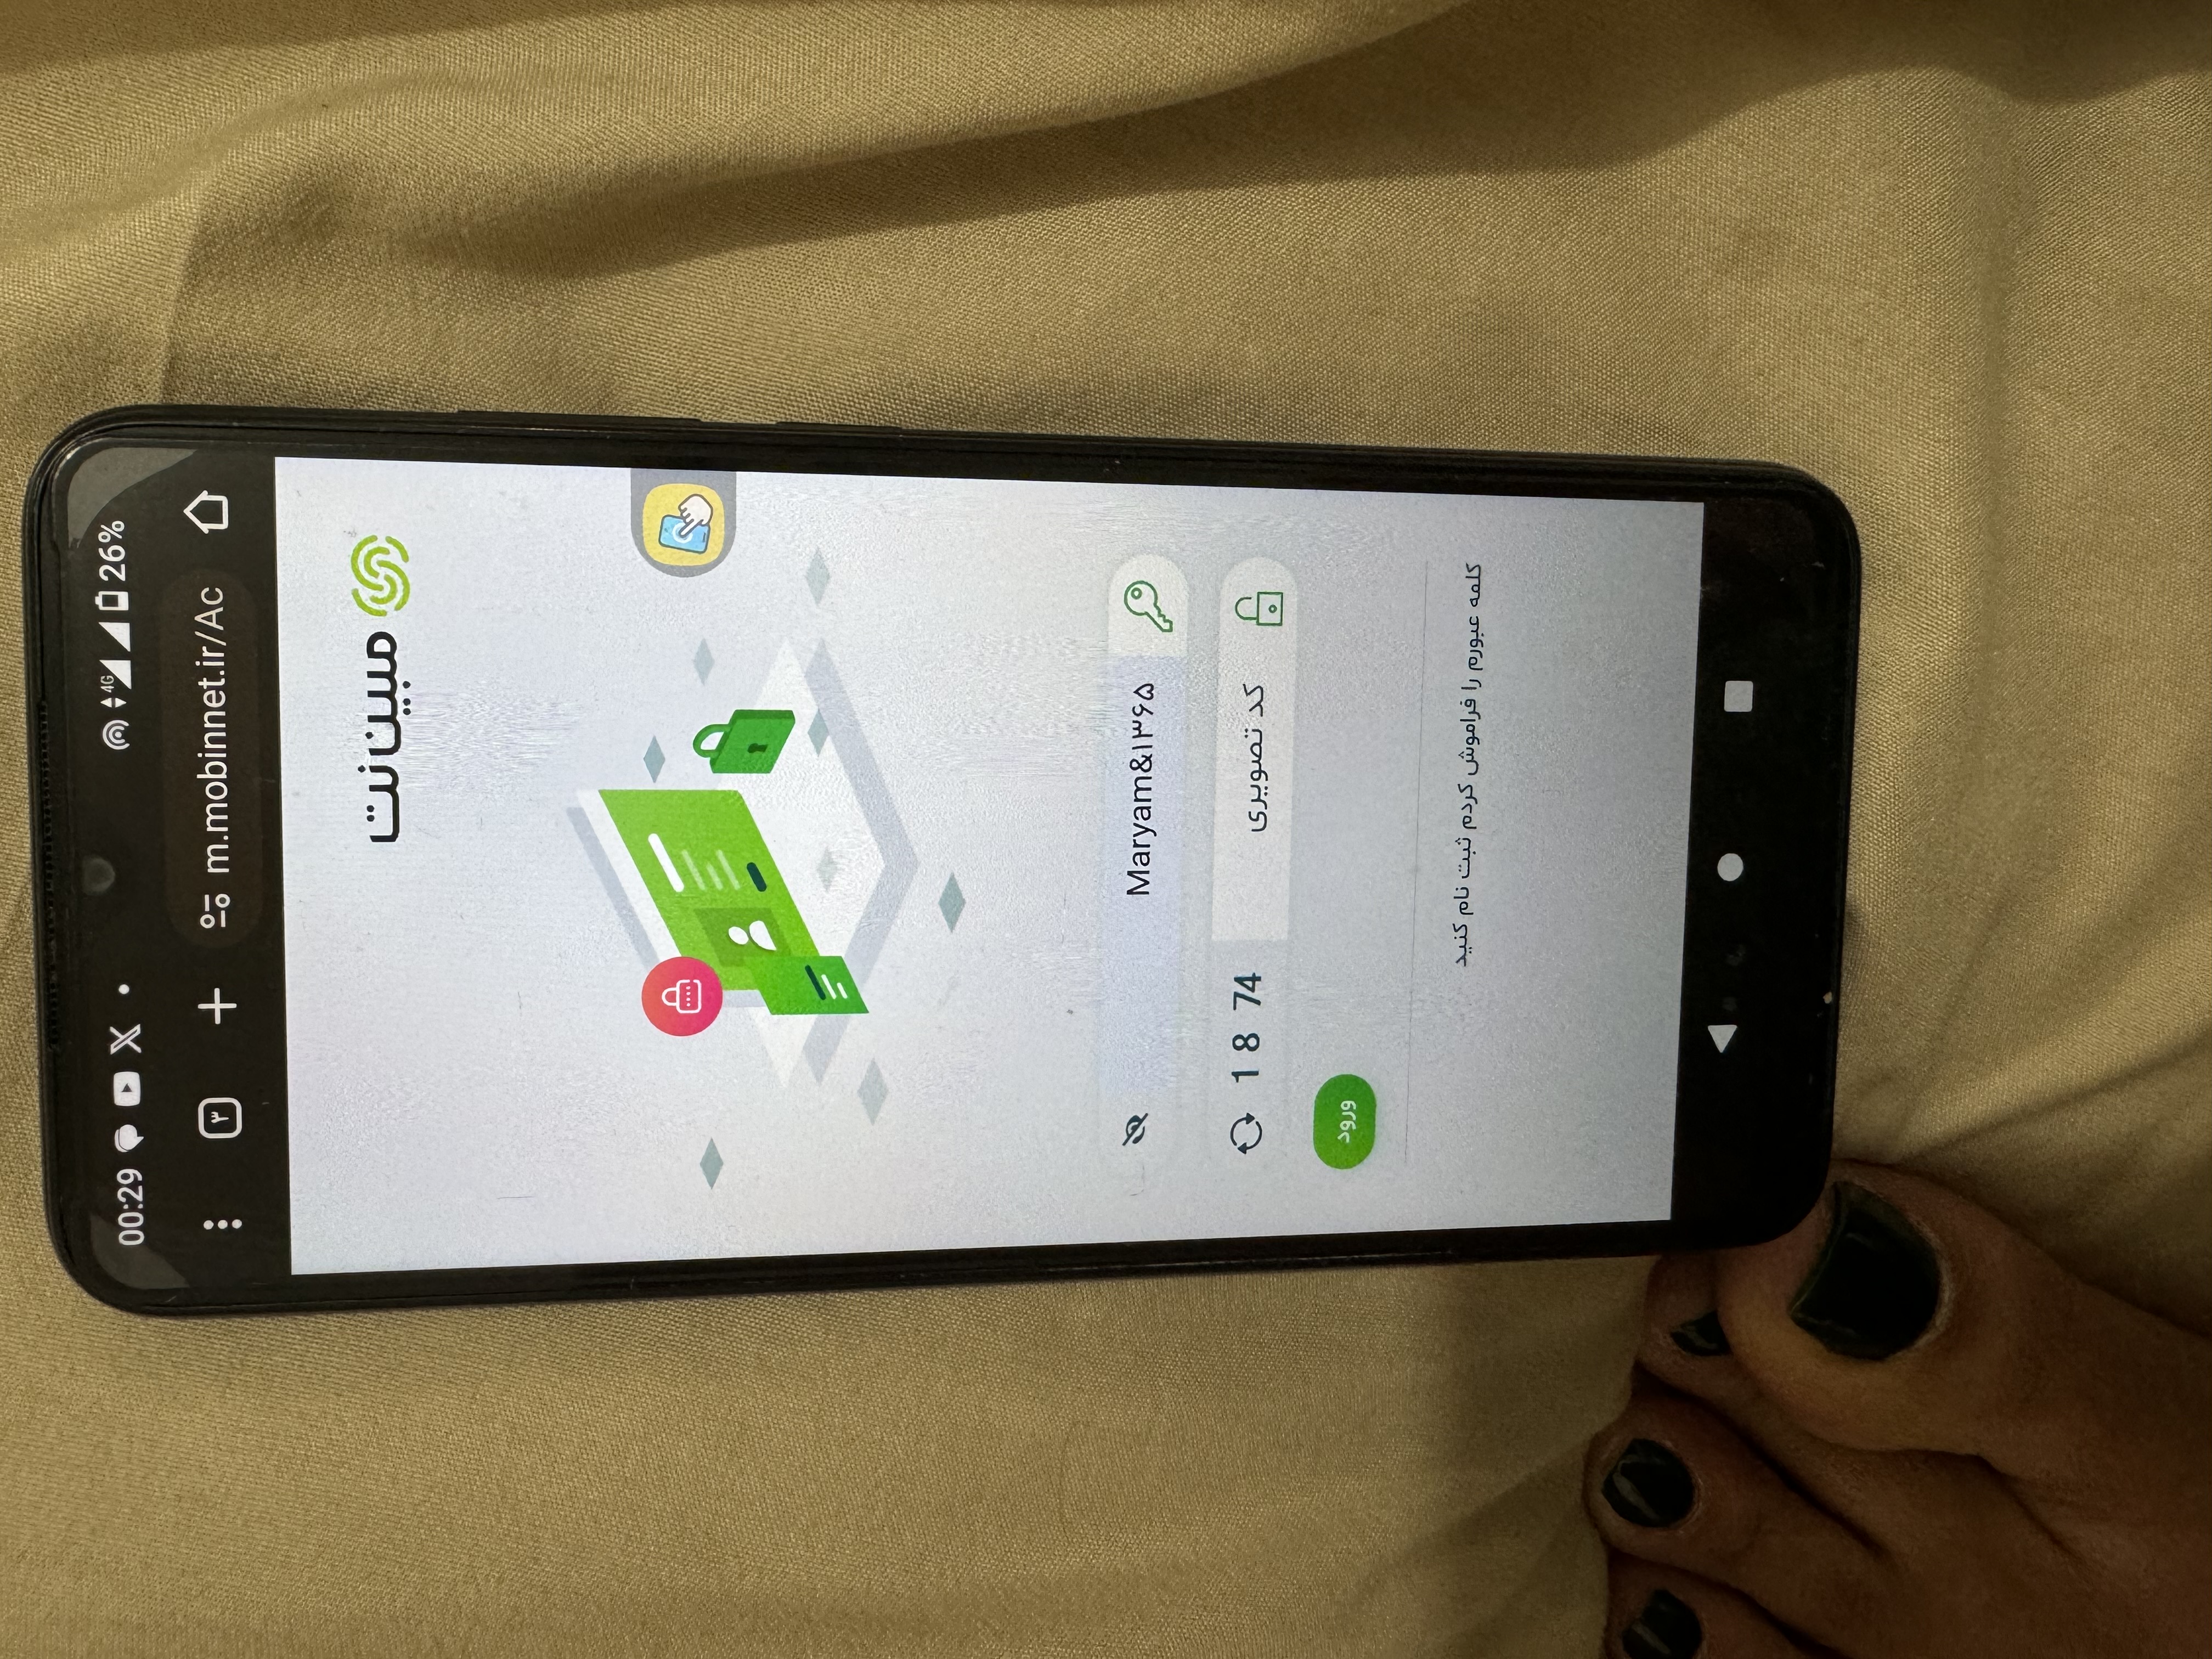 00:29 4G 26%
۳ m.mobinnet.ir/Ac
مبین‌نت
Maryam&۱۳۶۵
کد تصویری 1 8 74
ورود
کلمه عبورم را فراموش کردم ثبت نام کنید